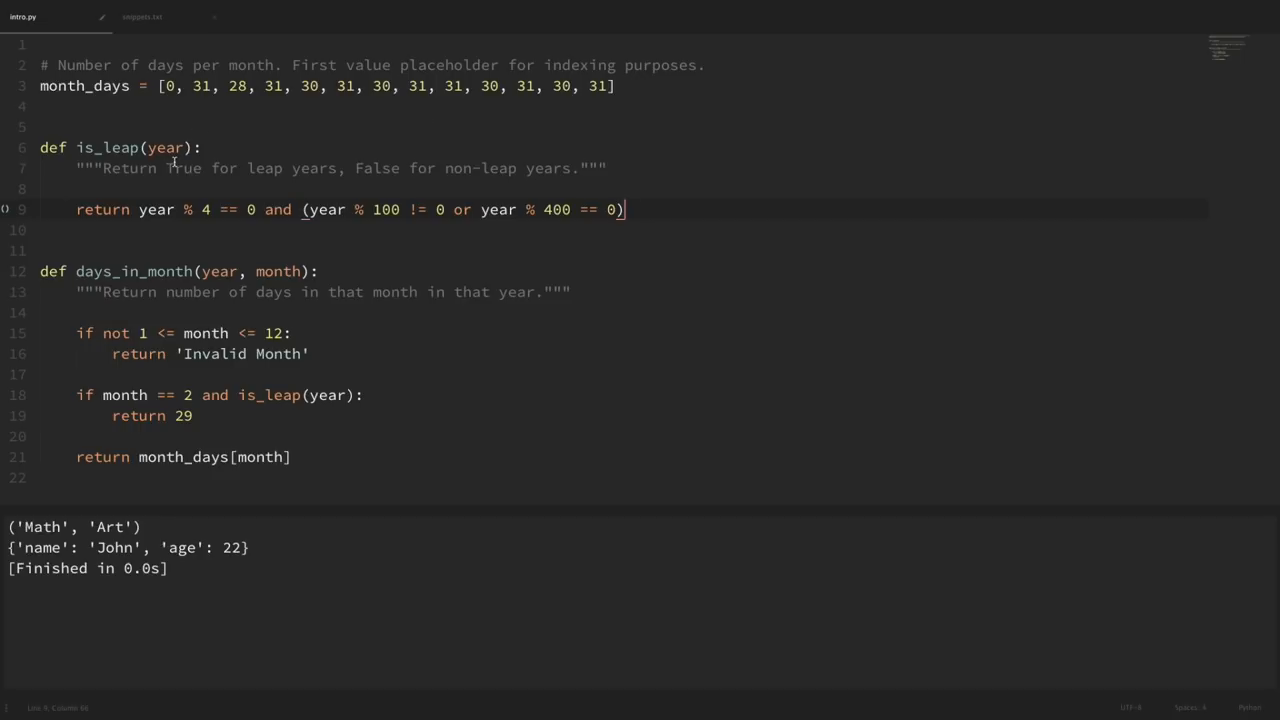 intro.py snippets.txt
1
2 # Number of days per month. First value placeholder for indexing purposes.
3 month_days = [0, 31, 28, 31, 30, 31, 30, 31, 31, 30, 31, 30, 31]
4
5
6 def is_leap(year):
7 """Return True for leap years, False for non-leap years."""
8
9 return year % 4 == 0 and (year % 100 != 0 or year % 400 == 0)
10
11
12 def days_in_month(year, month):
13 """Return number of days in that month in that year."""
14
15 if not 1 <= month <= 12:
16 return 'Invalid Month'
17
18 if month == 2 and is_leap(year):
19 return 29
20
21 return month_days[month]
22
('Math', 'Art')
{'name': 'John', 'age': 22}
[Finished in 0.0s]
Line 9, Column 66 UTF-8 Spaces: 4 Python